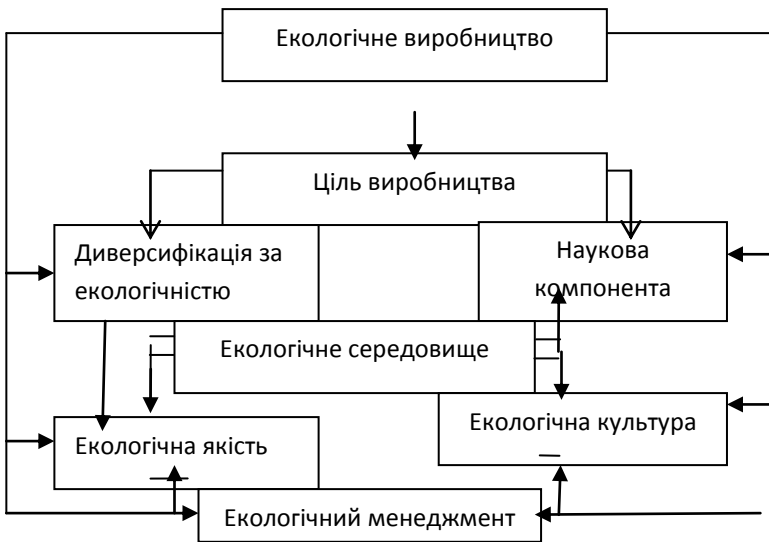 Екологічне виробництво
Ціль виробництва
Диверсифікація за
екологічністю
Наукова
компонента
Екологічне середовище
Екологічна якість
Екологічна культура
Екологічний менеджмент